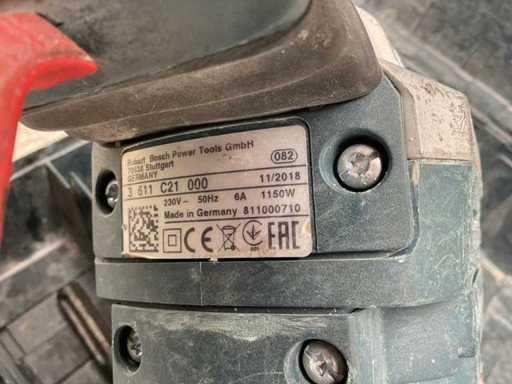 Robert Bosch Power Tools GmbH
70538 Stuttgart
GERMANY
082
3 611 C21 000
11/2018
230V~ 50Hz 6A 1150W
Made in Germany 811000710
CE
EAC